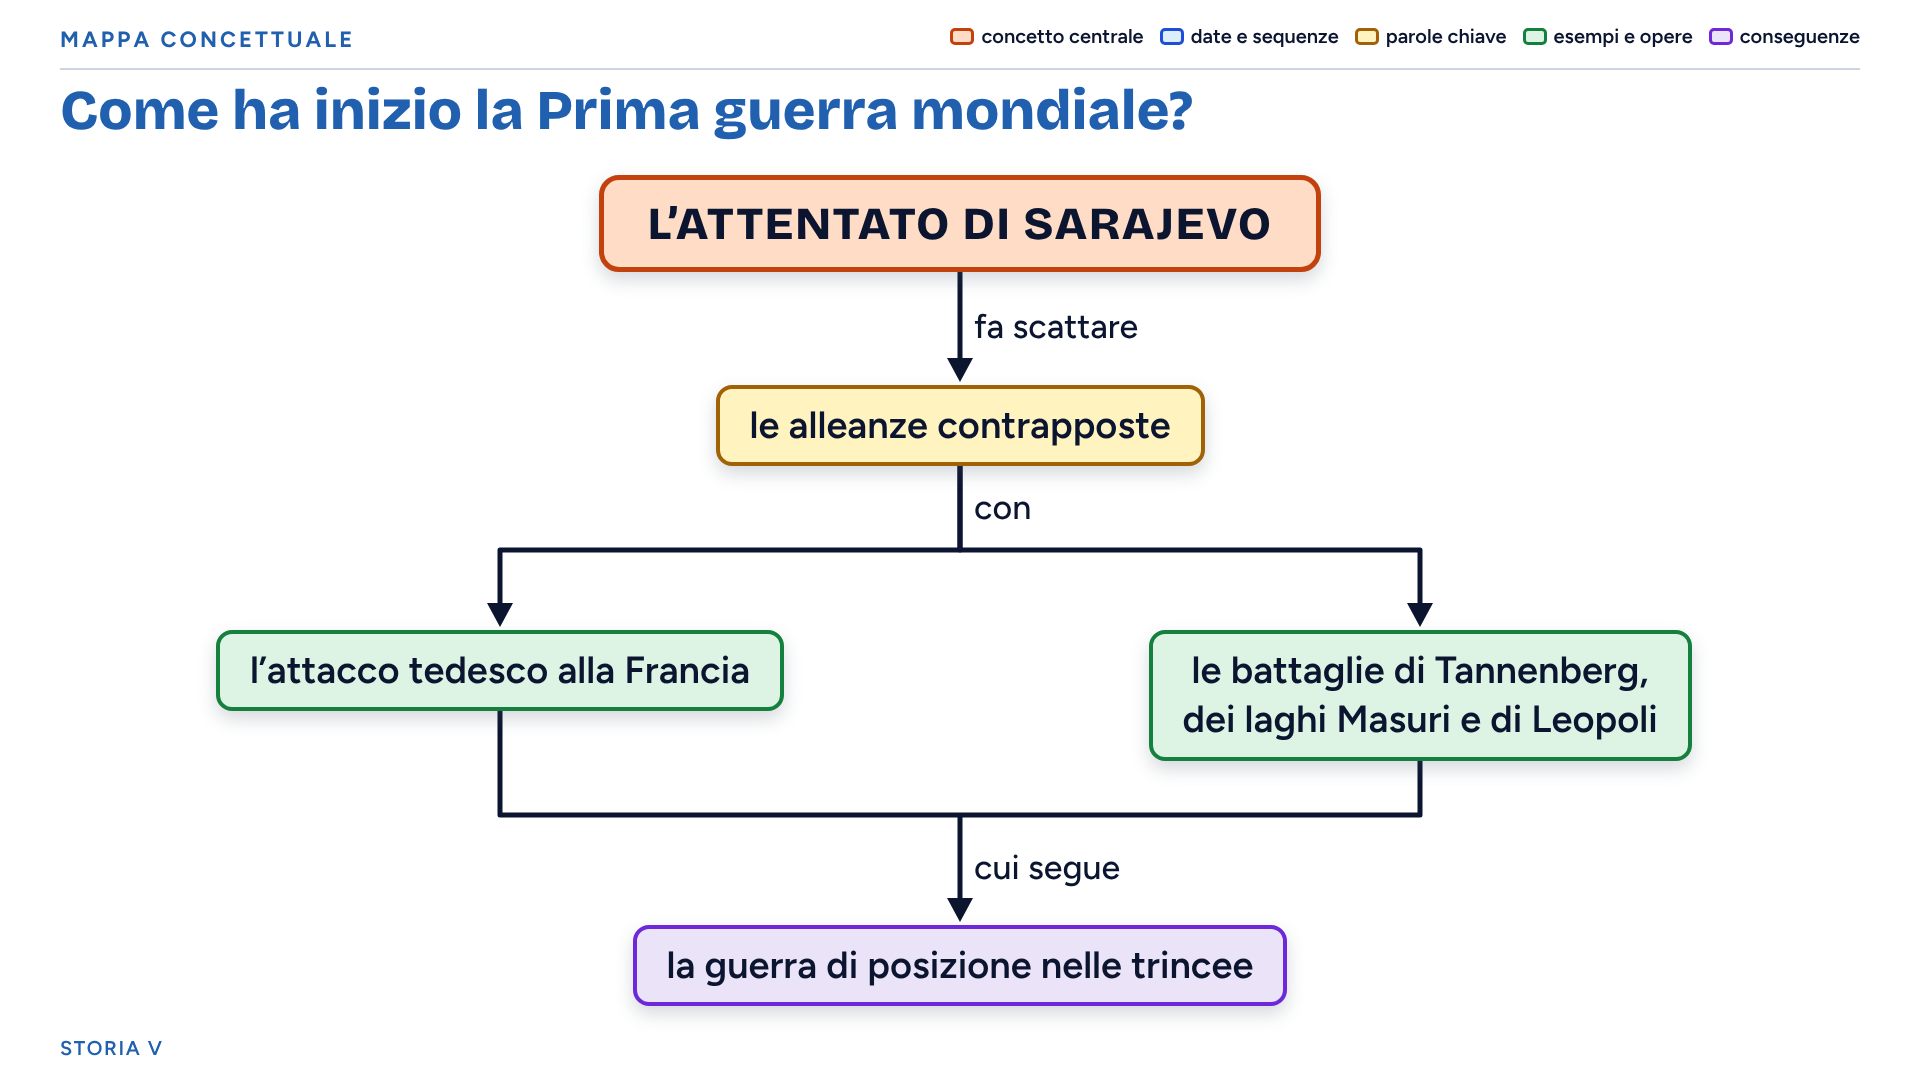 MAPPA CONCETTUALE
concetto centrale
date e sequenze
parole chiave
esempi e opere
conseguenze
Come ha inizio la Prima guerra mondiale?
L’ATTENTATO DI SARAJEVO
fa scattare
le alleanze contrapposte
con
l’attacco tedesco alla Francia
le battaglie di Tannenberg,
dei laghi Masuri e di Leopoli
cui segue
la guerra di posizione nelle trincee
STORIA V